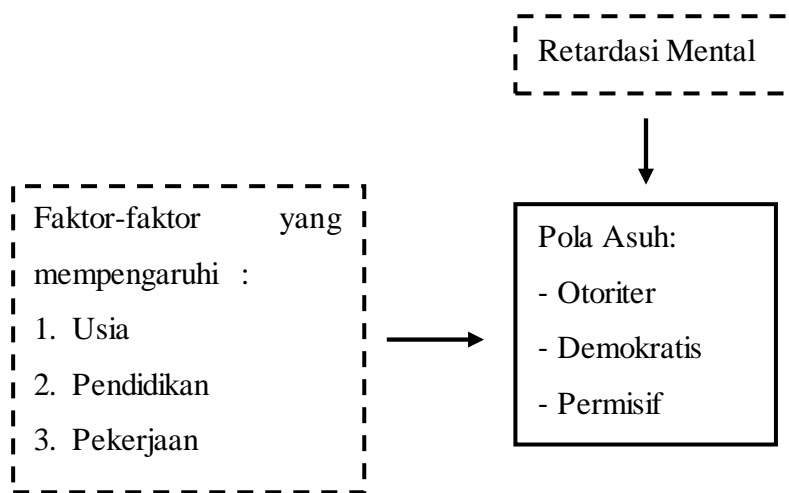 Retardasi Mental
Faktor-faktor yang
mempengaruhi :
1. Usia
2. Pendidikan
3. Pekerjaan
Pola Asuh:
- Otoriter
- Demokratis
- Permisif